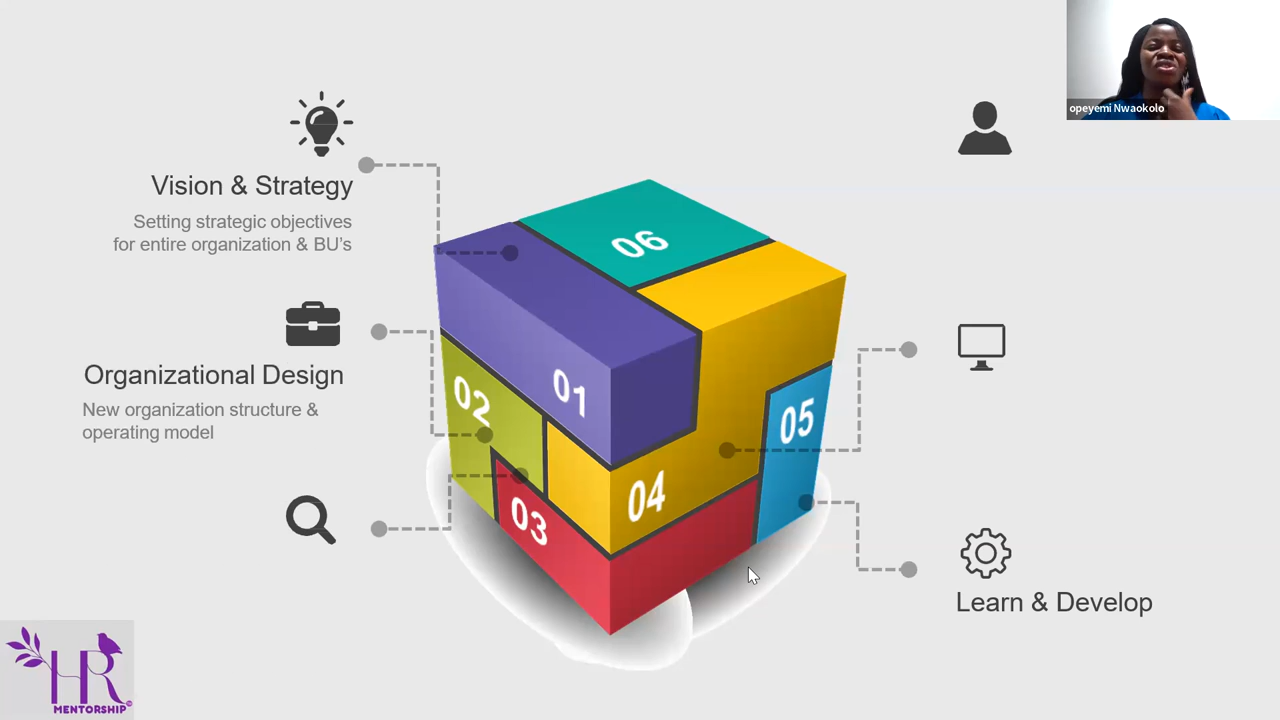 opeyemi Nwaokolo
Vision & Strategy
Setting strategic objectives
for entire organization & BU's
Organizational Design
New organization structure &
operating model
06
01
02
05
04
03
Learn & Develop
HR
MENTORSHIP